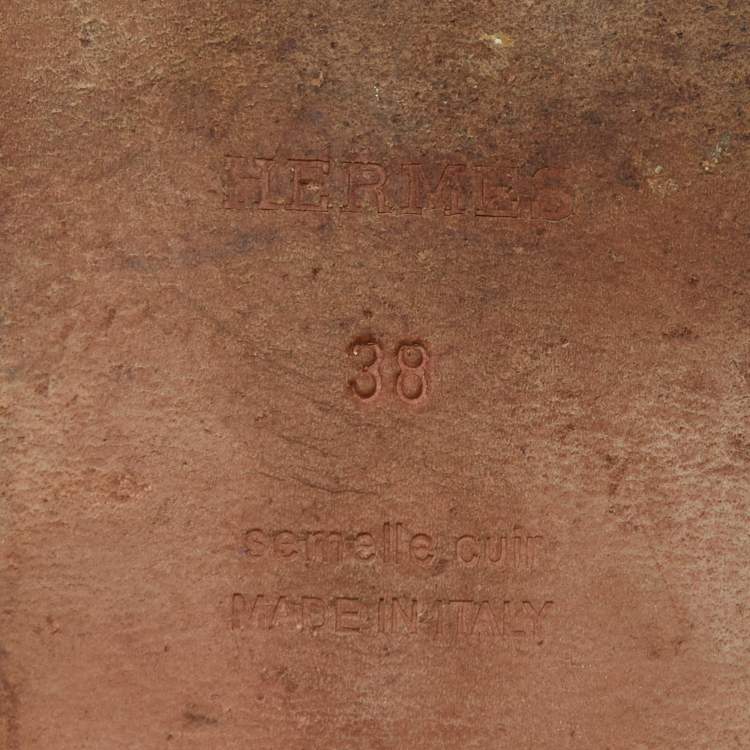 HERMES
38
semelle cuir
MADE IN ITALY